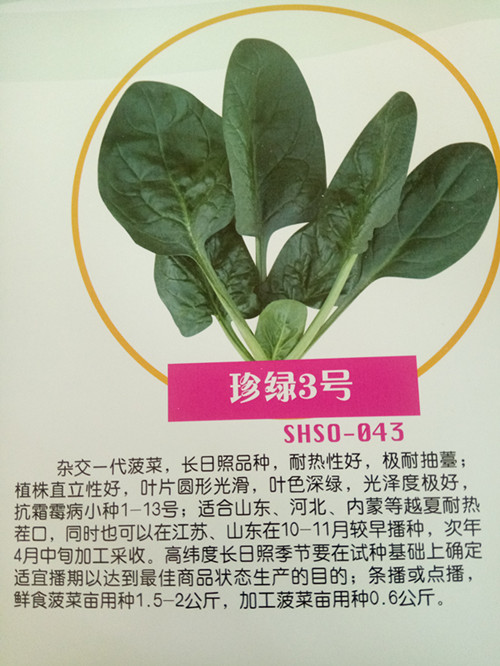 珍绿3号
SHSO-043
杂交一代菠菜，长日照品种，耐热性好，极耐抽薹；
植株直立性好，叶片圆形光滑，叶色深绿，光泽度极好，
抗霜霉病小种1-13号；适合山东、河北、内蒙等越夏耐热
茬口，同时也可以在江苏、山东在10-11月较早播种，次年
4月中旬加工采收。高纬度长日照季节要在试种基础上确定
适宜播期以达到最佳商品状态生产的目的；条播或点播，
鲜食菠菜亩用种1.5-2公斤，加工菠菜亩用种0.6公斤。